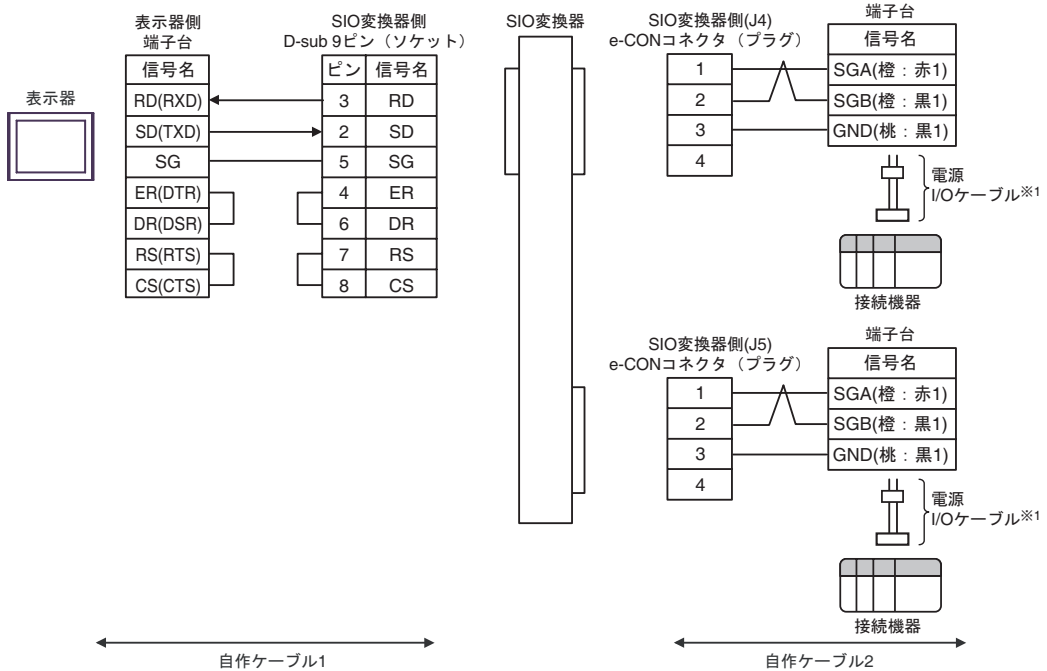 表示器
表示器側
端子台
信号名
RD(RXD)
SD(TXD)
SG
ER(DTR)
DR(DSR)
RS(RTS)
CS(CTS)
SIO変換器側
D-sub 9ピン（ソケット）
ピン 信号名
3 RD
2 SD
5 SG
4 ER
6 DR
7 RS
8 CS
SIO変換器
SIO変換器側(J4)
e-CONコネクタ（プラグ）
1
2
3
4
端子台
信号名
SGA(橙：赤1)
SGB(橙：黒1)
GND(桃：黒1)
電源
I/Oケーブル※1
接続機器
SIO変換器側(J5)
e-CONコネクタ（プラグ）
1
2
3
4
端子台
信号名
SGA(橙：赤1)
SGB(橙：黒1)
GND(桃：黒1)
電源
I/Oケーブル※1
接続機器
自作ケーブル1
自作ケーブル2